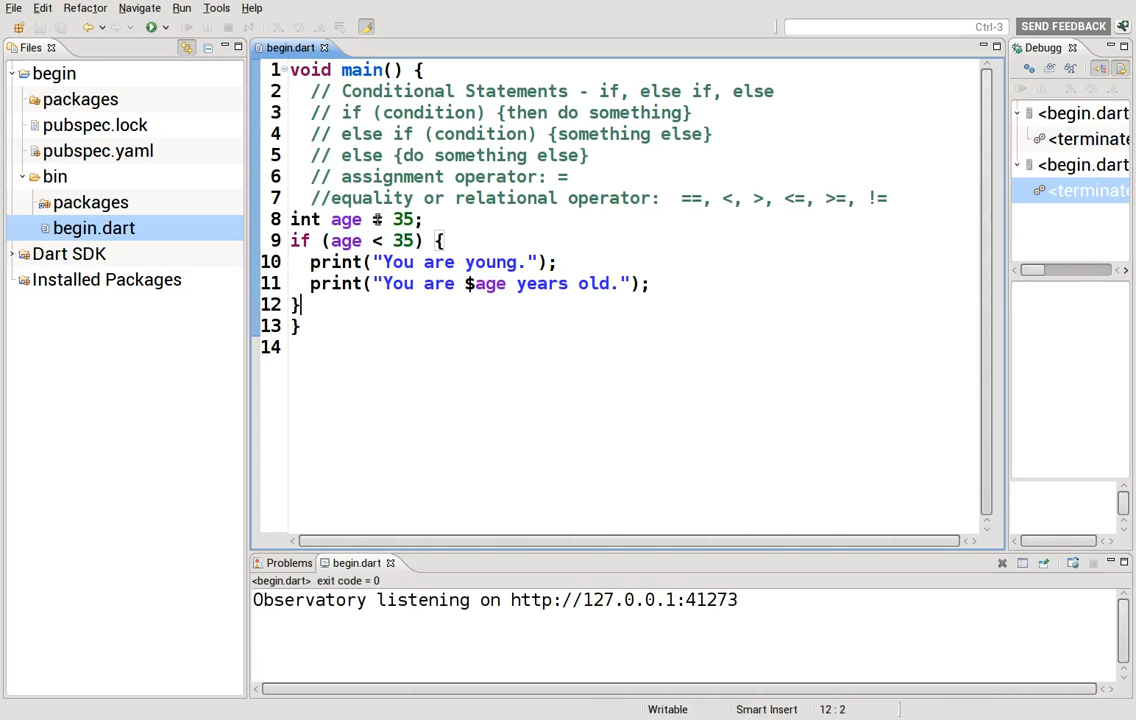 File Edit Refactor Navigate Run Tools Help
Ctrl-3 SEND FEEDBACK
Files
begin
packages
pubspec.lock
pubspec.yaml
bin
packages
begin.dart
Dart SDK
Installed Packages
begin.dart
1 void main() {
2 // Conditional Statements - if, else if, else
3 // if (condition) {then do something}
4 // else if (condition) {something else}
5 // else {do something else}
6 // assignment operator: =
7 //equality or relational operator: ==, <, >, <=, >=, !=
8 int age = 35;
9 if (age < 35) {
10 print("You are young.");
11 print("You are $age years old.");
12 }
13 }
14
Debugg
<begin.dart
<terminate
<begin.dart
<terminate
Problems begin.dart
<begin.dart> exit code = 0
Observatory listening on http://127.0.0.1:41273
Writable Smart Insert 12 : 2